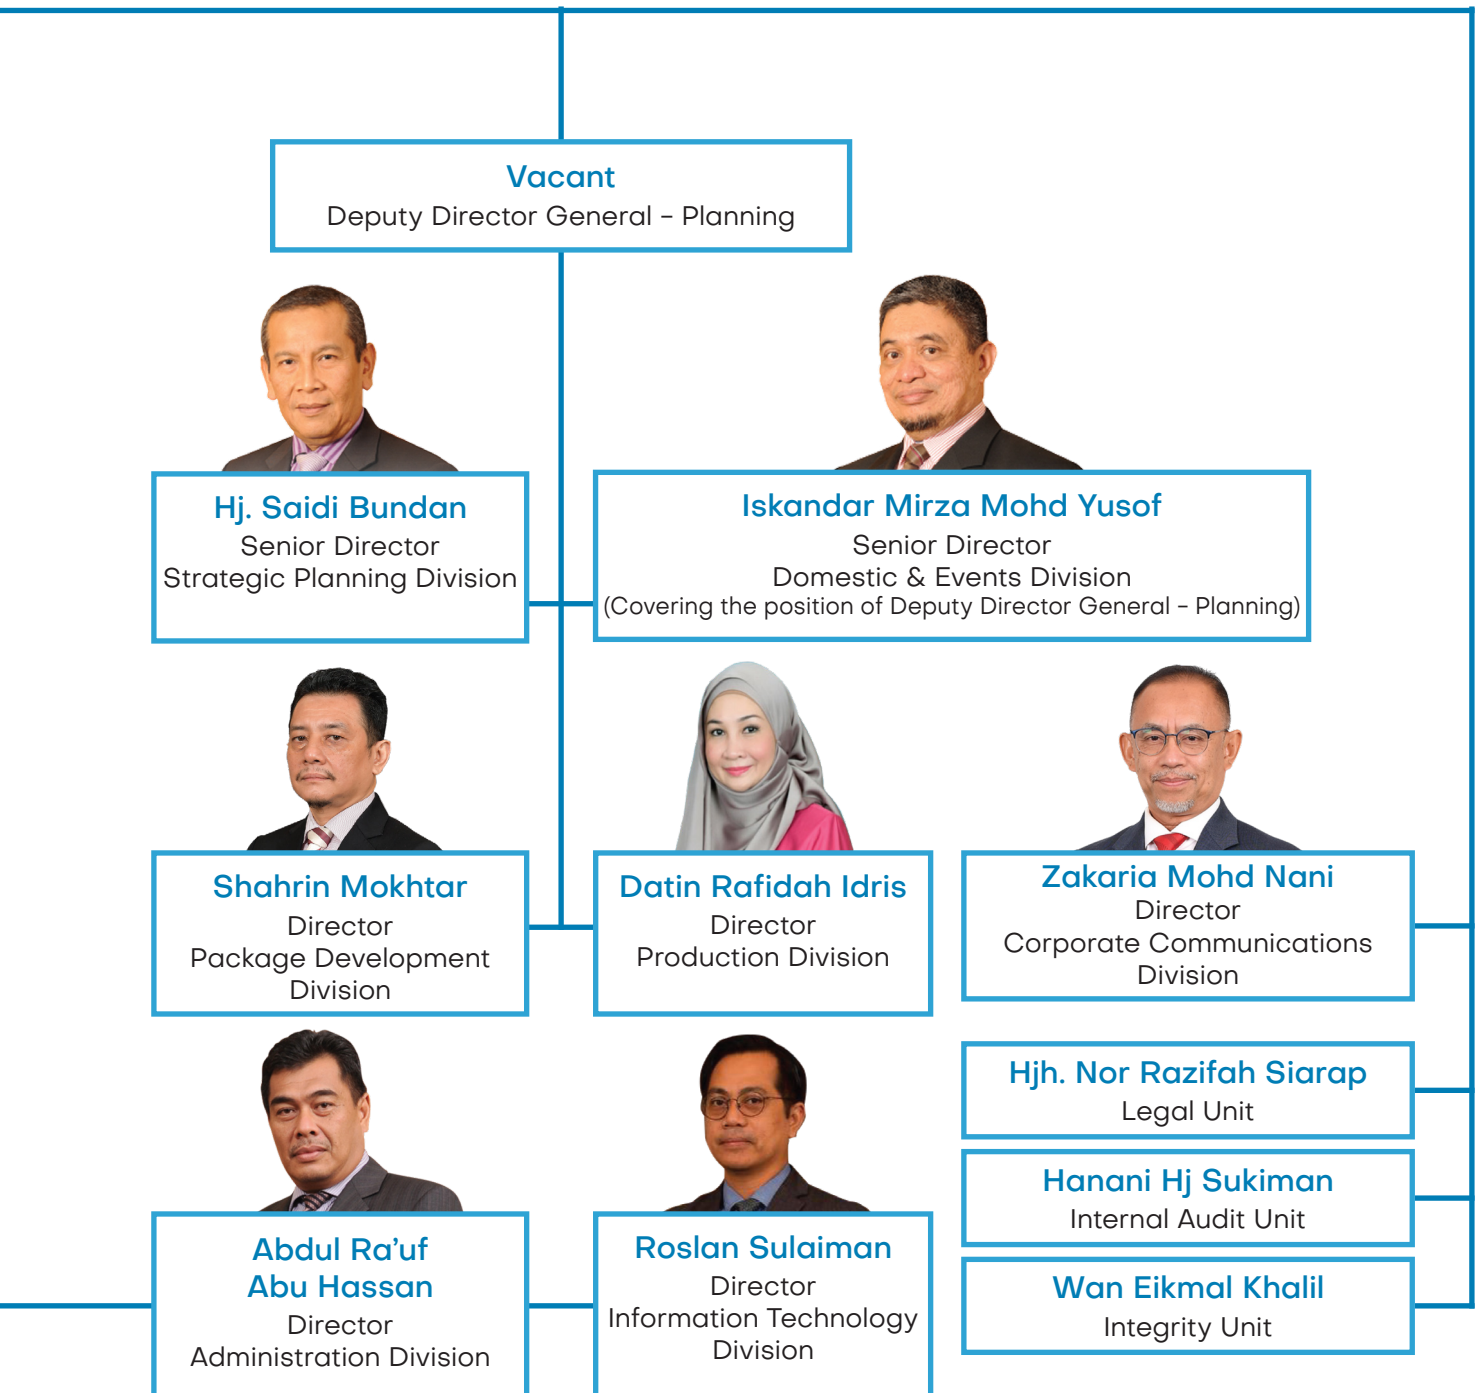 Vacant
Deputy Director General – Planning
Hj. Saidi Bundan
Senior Director
Strategic Planning Division
Iskandar Mirza Mohd Yusof
Senior Director
Domestic & Events Division
(Covering the position of Deputy Director General – Planning)
Shahrin Mokhtar
Director
Package Development
Division
Datin Rafidah Idris
Director
Production Division
Zakaria Mohd Nani
Director
Corporate Communications
Division
Hjh. Nor Razifah Siarap
Legal Unit
Hanani Hj Sukiman
Internal Audit Unit
Wan Eikmal Khalil
Integrity Unit
Abdul Ra’uf
Abu Hassan
Director
Administration Division
Roslan Sulaiman
Director
Information Technology
Division